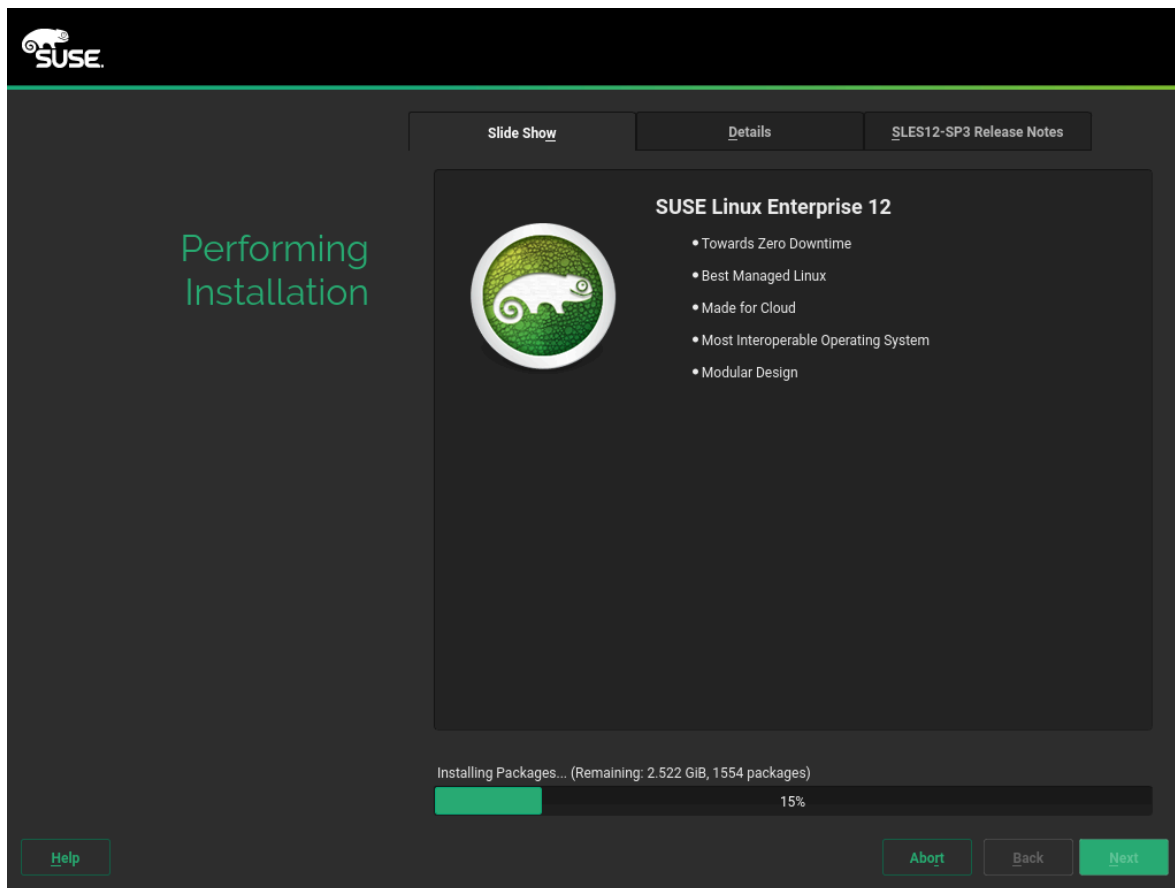 SUSE.
Slide Show
Details
SLES12-SP3 Release Notes
Performing
Installation
SUSE Linux Enterprise 12
• Towards Zero Downtime
• Best Managed Linux
• Made for Cloud
• Most Interoperable Operating System
• Modular Design
Installing Packages... (Remaining: 2.522 GiB, 1554 packages)
15%
Help
Abort
Back
Next